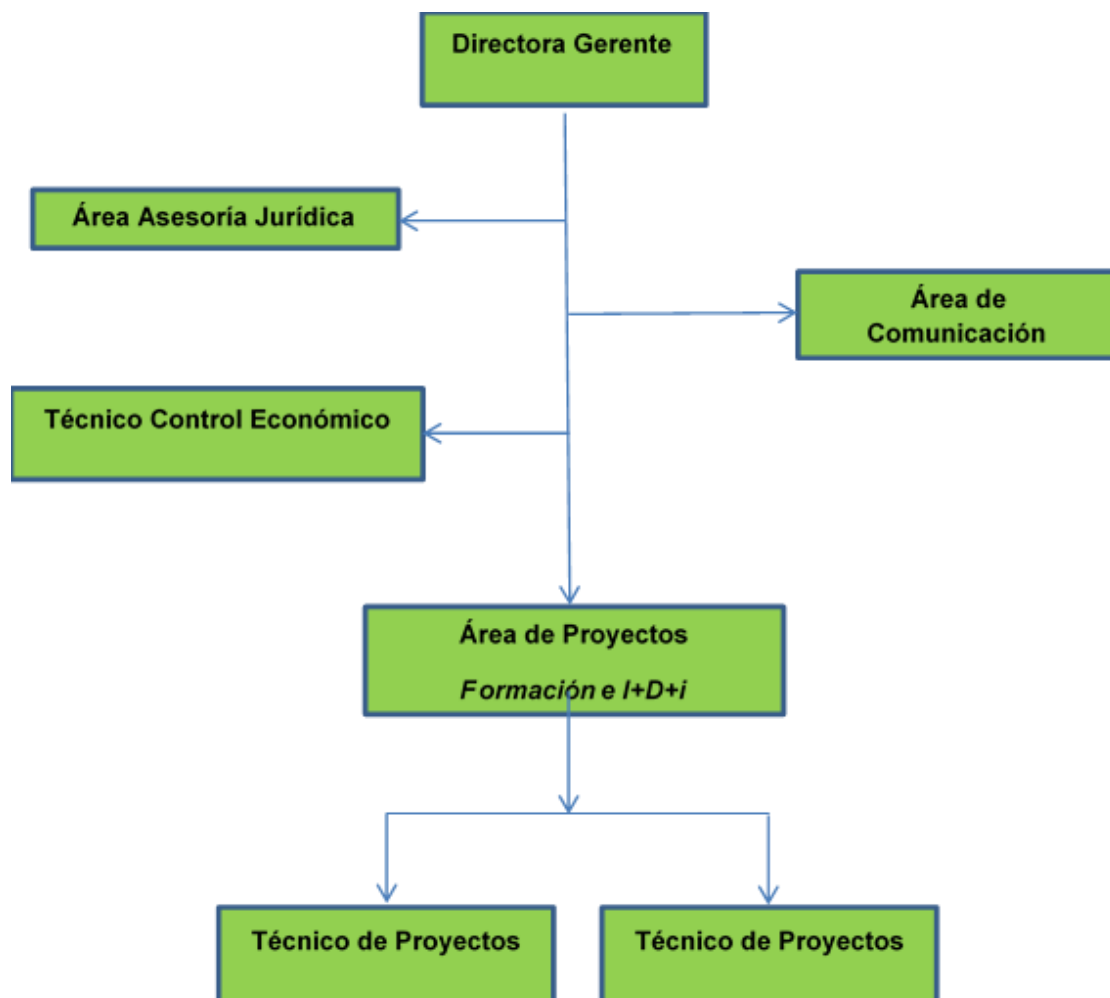 Directora Gerente
Área Asesoría Jurídica
Área de
Comunicación
Técnico Control Económico
Área de Proyectos
Formación e I+D+i
Técnico de Proyectos
Técnico de Proyectos